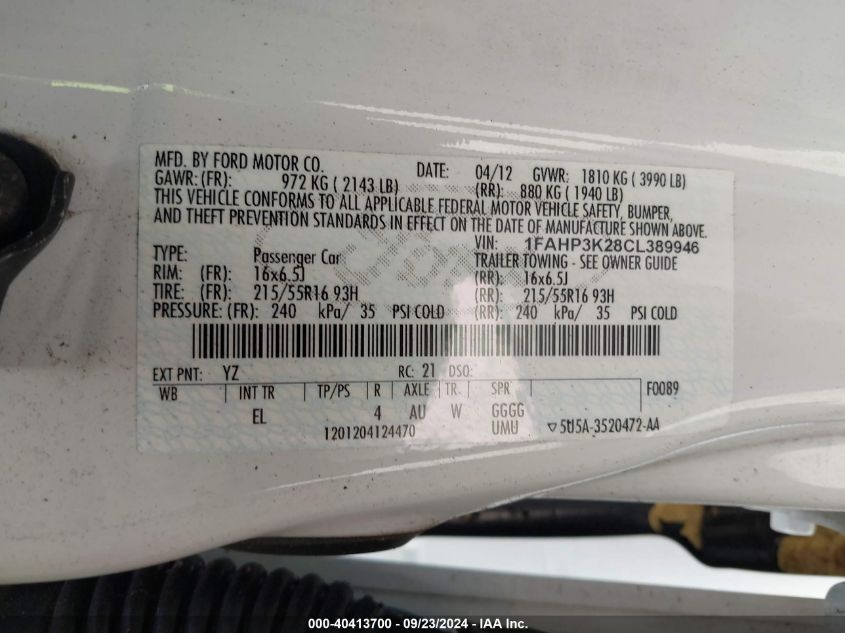 MFD. BY FORD MOTOR CO. DATE: 04/12 GVWR: 1810 KG ( 3990 LB)
GAWR: (FR): 972 KG ( 2143 LB) (RR): 880 KG ( 1940 LB)
THIS VEHICLE CONFORMS TO ALL APPLICABLE FEDERAL MOTOR VEHICLE SAFETY, BUMPER,
AND THEFT PREVENTION STANDARDS IN EFFECT ON THE DATE OF MANUFACTURE SHOWN ABOVE.
VIN: 1FAHP3K28CL389946
TYPE: Passenger Car TRAILER TOWING - SEE OWNER GUIDE
RIM: (FR): 16x6.5J (RR): 16x6.5J
TIRE: (FR): 215/55R16 93H (RR): 215/55R16 93H
PRESSURE: (FR): 240 kPa/ 35 PSI COLD (RR): 240 kPa/ 35 PSI COLD
EXT PNT: YZ RC: 21 DSO:
WB INT TR TP/PS R AXLE TR SPR F0089
EL 4 AU W GGGG
1201204124470 UMU ▽5U5A-3520472-AA
000-40413700 - 09/23/2024 - IAA Inc.